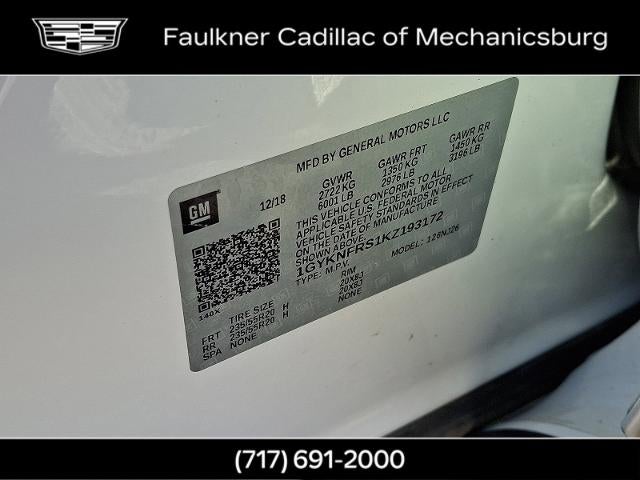 Faulkner Cadillac of Mechanicsburg
MFD BY GENERAL MOTORS LLC
GM
12/18
GVWR GAWR FRT GAWR RR
2722 KG 1350 KG 1450 KG
6001 LB 2976 LB 3196 LB
THIS VEHICLE CONFORMS TO ALL
APPLICABLE U.S. FEDERAL MOTOR
VEHICLE SAFETY STANDARDS IN EFFECT
ON THE DATE OF MANUFACTURE
SHOWN ABOVE.
1GYKNFRS1KZ193172
TYPE: M.P.V. MODEL: 126NJ26
140X
TIRE SIZE RIM
FRT 235/55R20 H 20X8J
RR 235/55R20 H 20X8J
SPA NONE NONE
(717) 691-2000